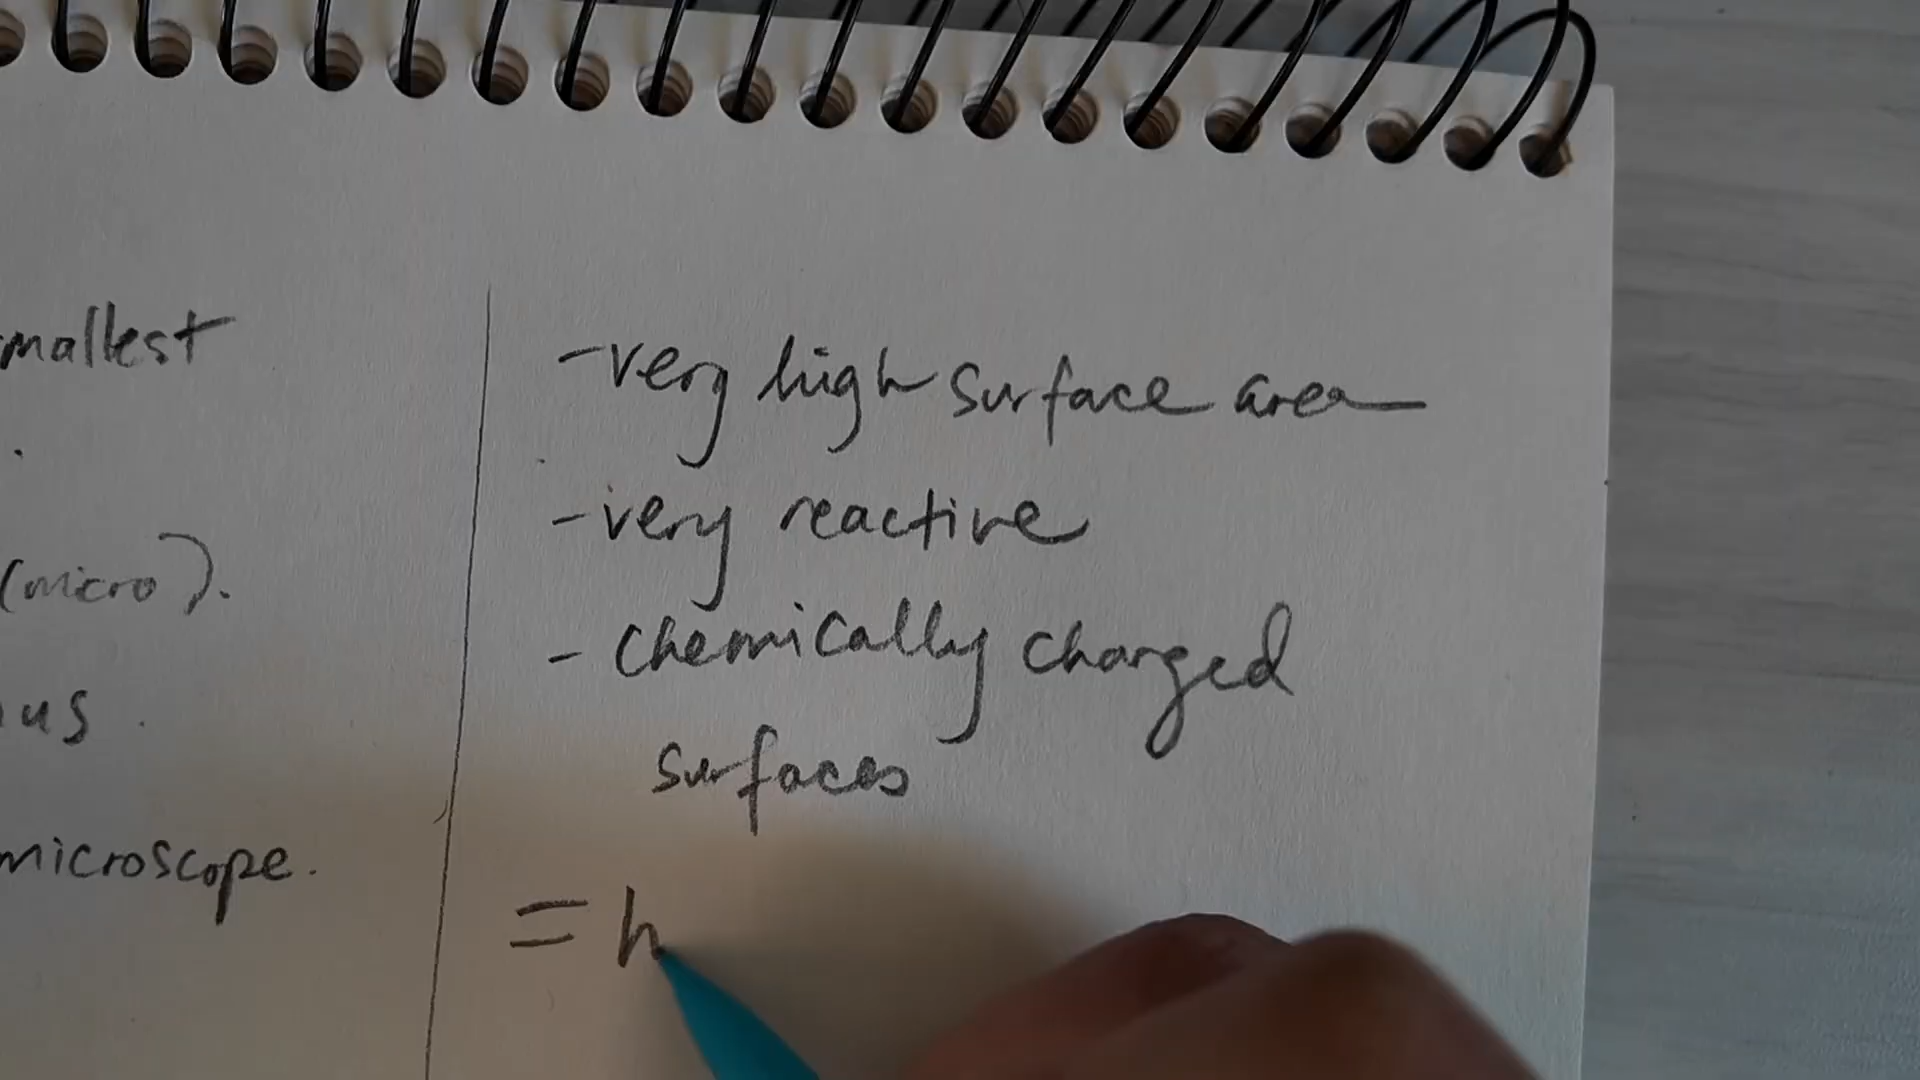 mallest
(micro).
us.
microscope.
- very high surface area
- very reactive
- chemically charged
surfaces
= h